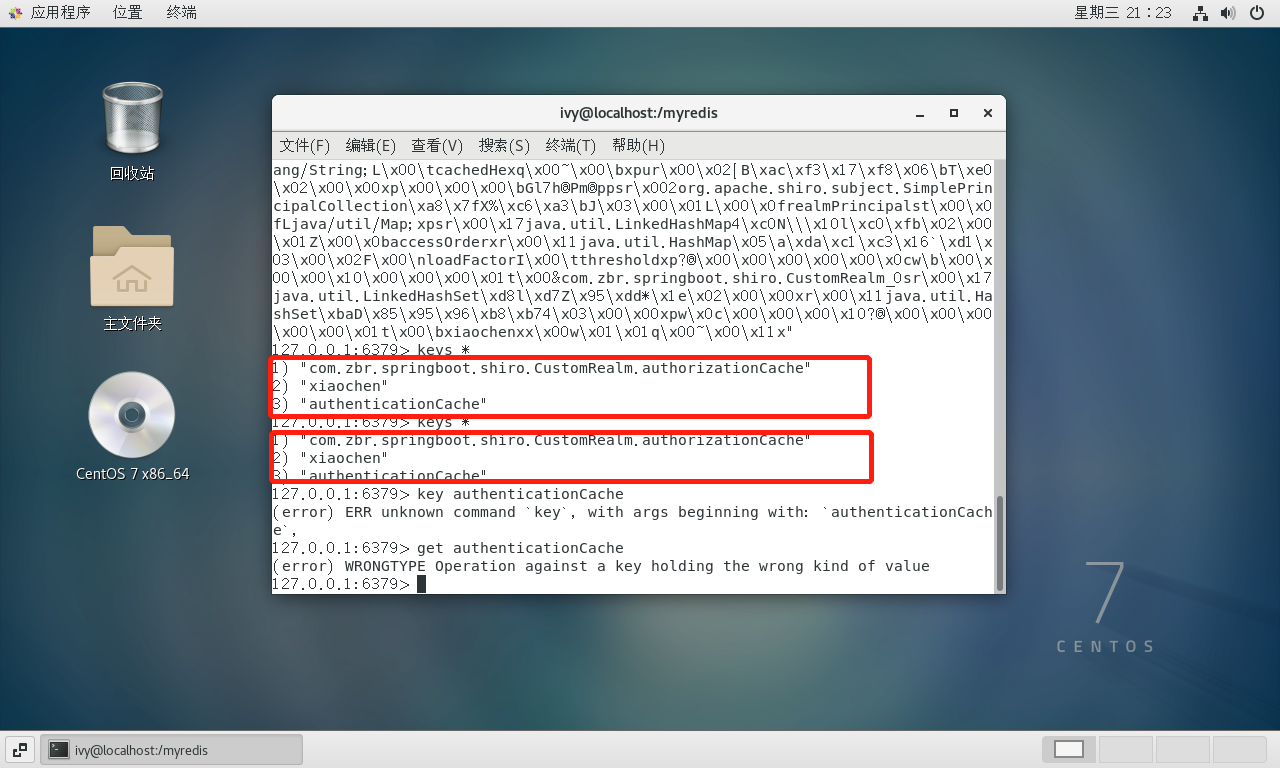 应用程序 位置 终端 星期三 21：23
回收站
主文件夹
CentOS 7 x86_64
ivy@localhost:/myredis
文件(F) 编辑(E) 查看(V) 搜索(S) 终端(T) 帮助(H)
ang/String;L\x00\tcachedHexq\x00~\x00\bxpur\x00\x02[B\xac\xf3\x17\xf8\x06\bT\xe0
\x02\x00\x00xp\x00\x00\x00\bGl7h@Pm@ppsr\x002org.apache.shiro.subject.SimplePrin
cipalCollection\xa8\x7fX%\xc6\xa3\bJ\x03\x00\x01L\x00\x0frealmPrincipalst\x00\x0
fLjava/util/Map;xpsr\x00\x17java.util.LinkedHashMap4\xc0N\\\x10l\xc0\xfb\x02\x00
\x01Z\x00\x0baccessOrderxr\x00\x11java.util.HashMap\x05\a\xda\xc1\xc3\x16`\xd1\x
03\x00\x02F\x00\nloadFactorI\x00\tthresholdxp?@\x00\x00\x00\x00\x00\x0cw\b\x00\x
00\x00\x10\x00\x00\x00\x01t\x00&com.zbr.springboot.shiro.CustomRealm_0sr\x00\x17
java.util.LinkedHashSet\xd8l\xd7Z\x95\xdd*\x1e\x02\x00\x00xr\x00\x11java.util.Ha
shSet\xbaD\x85\x95\x96\xb8\xb74\x03\x00\x00xpw\x0c\x00\x00\x00\x10?@\x00\x00\x00
\x00\x00\x01t\x00\bxiaochenxx\x00w\x01\x01q\x00~\x00\x11x"
127.0.0.1:6379> keys *
1) "com.zbr.springboot.shiro.CustomRealm.authorizationCache"
2) "xiaochen"
3) "authenticationCache"
127.0.0.1:6379> keys *
1) "com.zbr.springboot.shiro.CustomRealm.authorizationCache"
2) "xiaochen"
3) "authenticationCache"
127.0.0.1:6379> key authenticationCache
(error) ERR unknown command `key`, with args beginning with: `authenticationCach
e`,
127.0.0.1:6379> get authenticationCache
(error) WRONGTYPE Operation against a key holding the wrong kind of value
127.0.0.1:6379>
7
CENTOS
ivy@localhost:/myredis